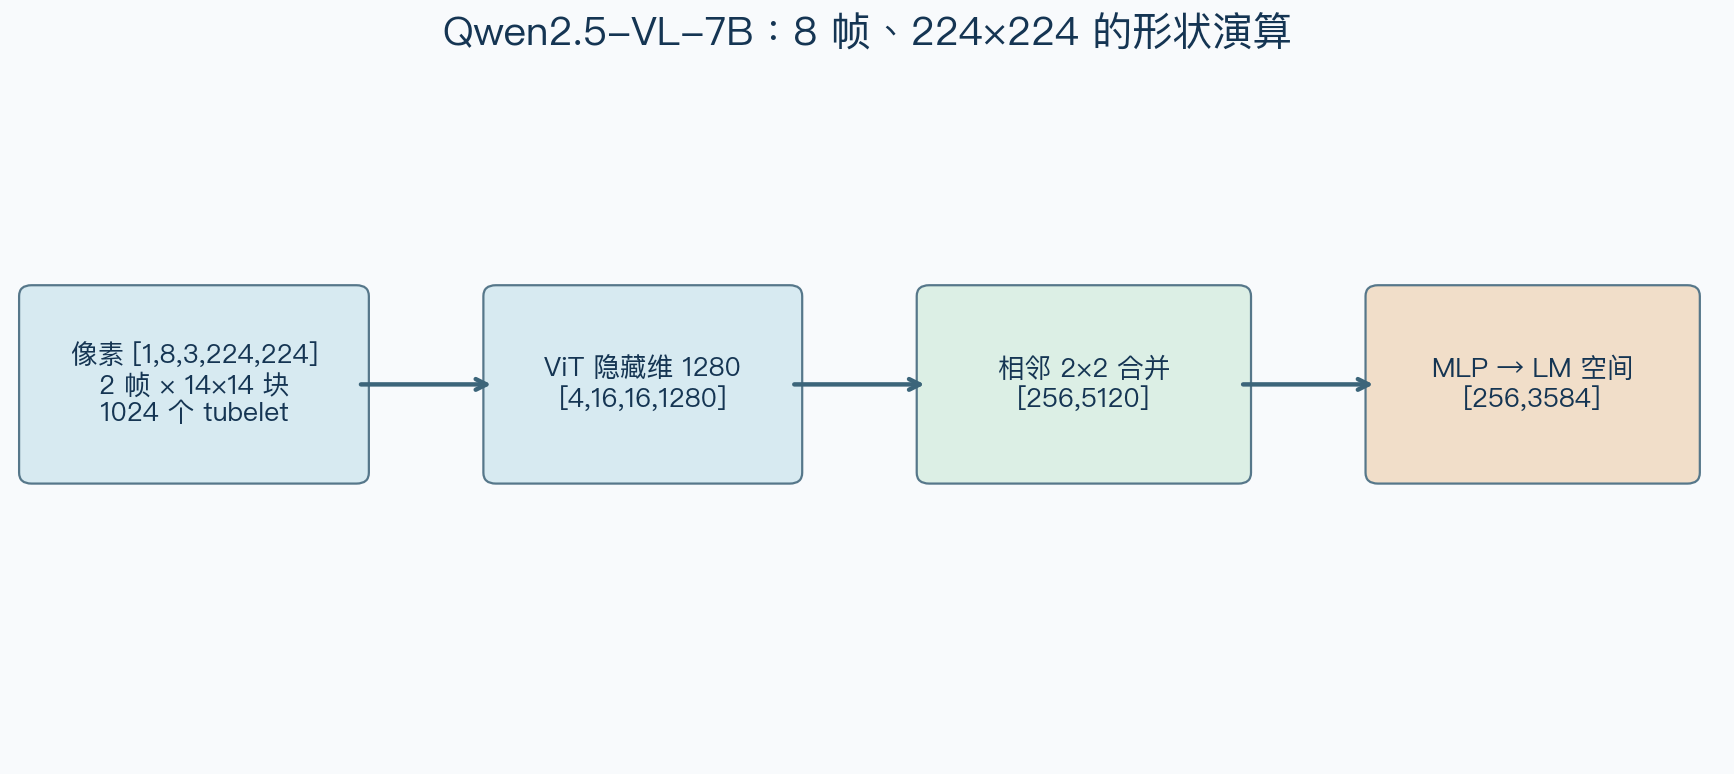 Qwen2.5–VL–7B：8 帧、224×224 的形状演算
像素 [1,8,3,224,224]
2 帧 × 14×14 块
1024 个 tubelet
ViT 隐藏维 1280
[4,16,16,1280]
相邻 2×2 合并
[256,5120]
MLP → LM 空间
[256,3584]